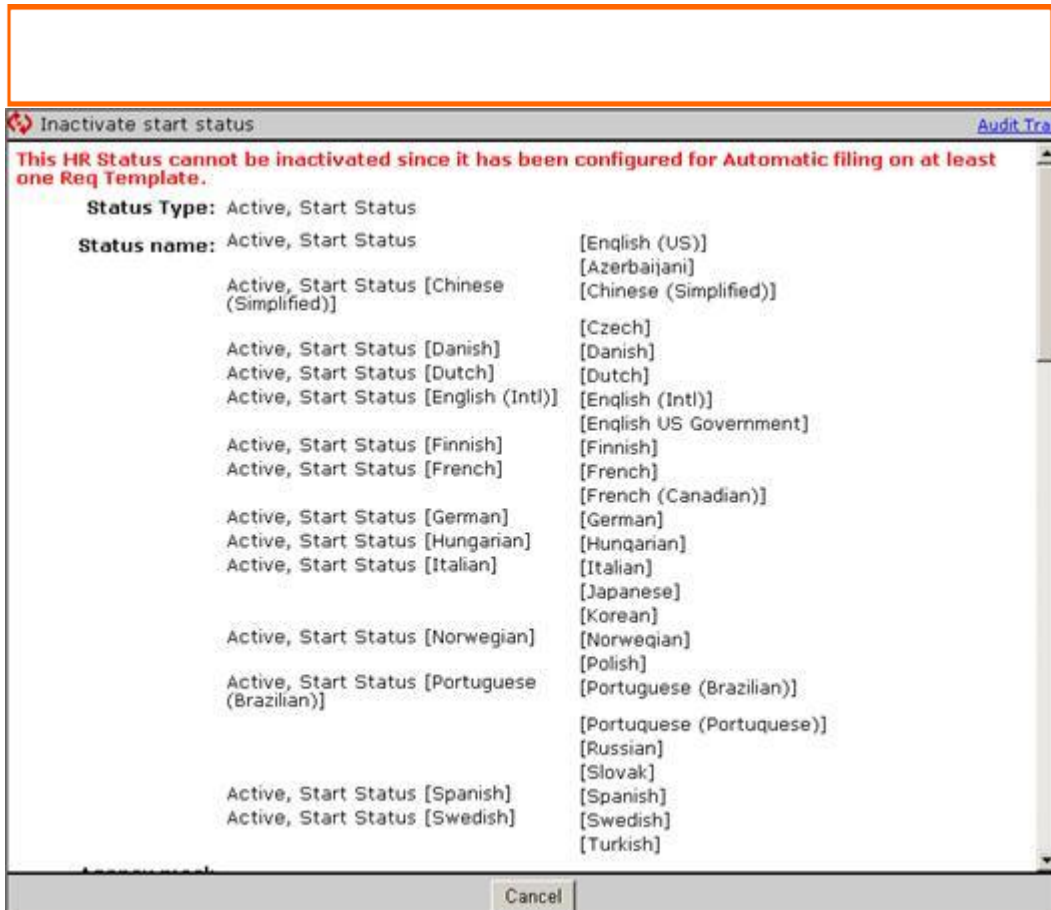 Inactivate start status Audit Tra
This HR Status cannot be inactivated since it has been configured for Automatic filing on at least
one Req Template.
Status Type: Active, Start Status
Status name: Active, Start Status [English (US)]
[Azerbaijani]
Active, Start Status [Chinese (Simplified)] [Chinese (Simplified)]
[Czech]
Active, Start Status [Danish] [Danish]
Active, Start Status [Dutch] [Dutch]
Active, Start Status [English (Intl)] [English (Intl)]
[English US Government]
Active, Start Status [Finnish] [Finnish]
Active, Start Status [French] [French]
[French (Canadian)]
Active, Start Status [German] [German]
Active, Start Status [Hungarian] [Hungarian]
Active, Start Status [Italian] [Italian]
[Japanese]
[Korean]
Active, Start Status [Norwegian] [Norwegian]
[Polish]
Active, Start Status [Portuguese (Brazilian)] [Portuguese (Brazilian)]
[Portuguese (Portuguese)]
[Russian]
[Slovak]
Active, Start Status [Spanish] [Spanish]
Active, Start Status [Swedish] [Swedish]
[Turkish]
Cancel